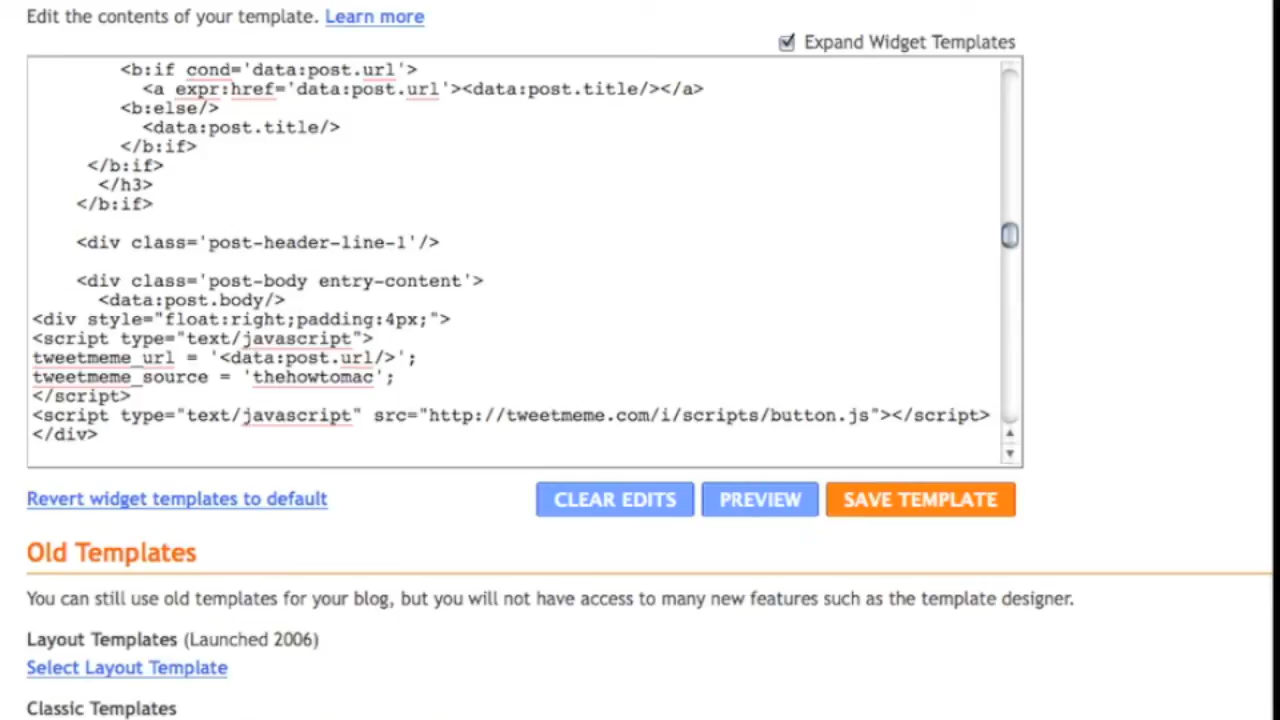 Edit the contents of your template. Learn more
Expand Widget Templates
<b:if cond='data:post.url'>
<a expr:href='data:post.url'><data:post.title/></a>
<b:else/>
<data:post.title/>
</b:if>
</b:if>
</h3>
</b:if>
<div class='post-header-line-1'/>
<div class='post-body entry-content'>
<data:post.body/>
<div style="float:right;padding:4px;">
<script type="text/javascript">
tweetmeme_url = '<data:post.url/>';
tweetmeme_source = 'thehowtomac';
</script>
<script type="text/javascript" src="http://tweetmeme.com/i/scripts/button.js"></script>
</div>
Revert widget templates to default
CLEAR EDITS PREVIEW SAVE TEMPLATE
Old Templates
You can still use old templates for your blog, but you will not have access to many new features such as the template designer.
Layout Templates (Launched 2006)
Select Layout Template
Classic Templates